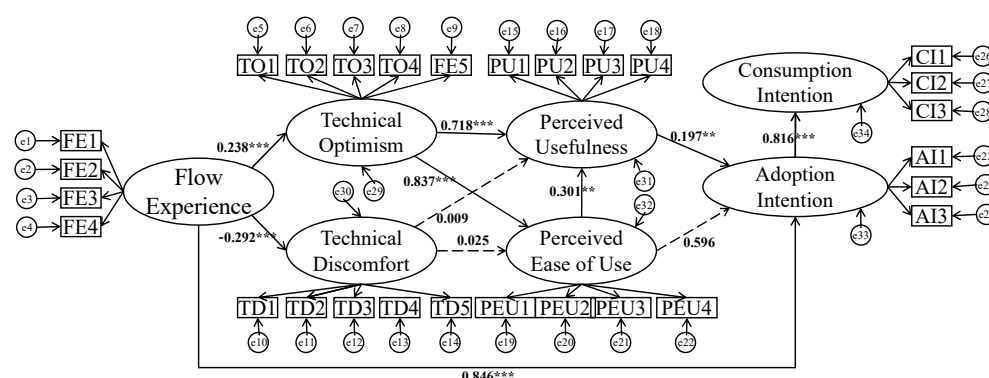 e5 e6 e7 e8 e9 e15 e16 e17 e18
TO1 TO2 TO3 TO4 FE5 PU1 PU2 PU3 PU4
Consumption
Intention
CI1 e26
CI2 e27
CI3 e28
e34
Technical
Optimism
0.718***
Perceived
Usefulness
0.197**
0.816***
e1 FE1
e2 FE2
e3 FE3
e4 FE4
0.238***
Flow
Experience
-0.292***
e30
e29
0.837***
0.301**
e31
e32
Adoption
Intention
AI1
AI2
AI3
e33
Technical
Discomfort
0.009
0.025
Perceived
Ease of Use
0.596
TD1 TD2 TD3 TD4 TD5 PEU1 PEU2 PEU3 PEU4
e10 e11 e12 e13 e14 e19 e20 e21 e22
0.846***